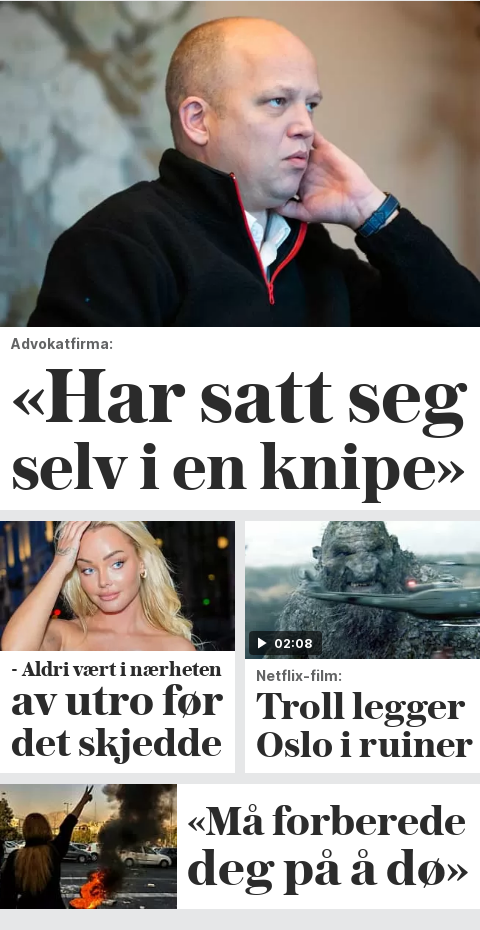 Advokatfirma:
«Har satt seg
selv i en knipe»
- Aldri vært i nærheten
av utro før
det skjedde
02:08
Netflix-film:
Troll legger
Oslo i ruiner
«Må forberede
deg på å dø»